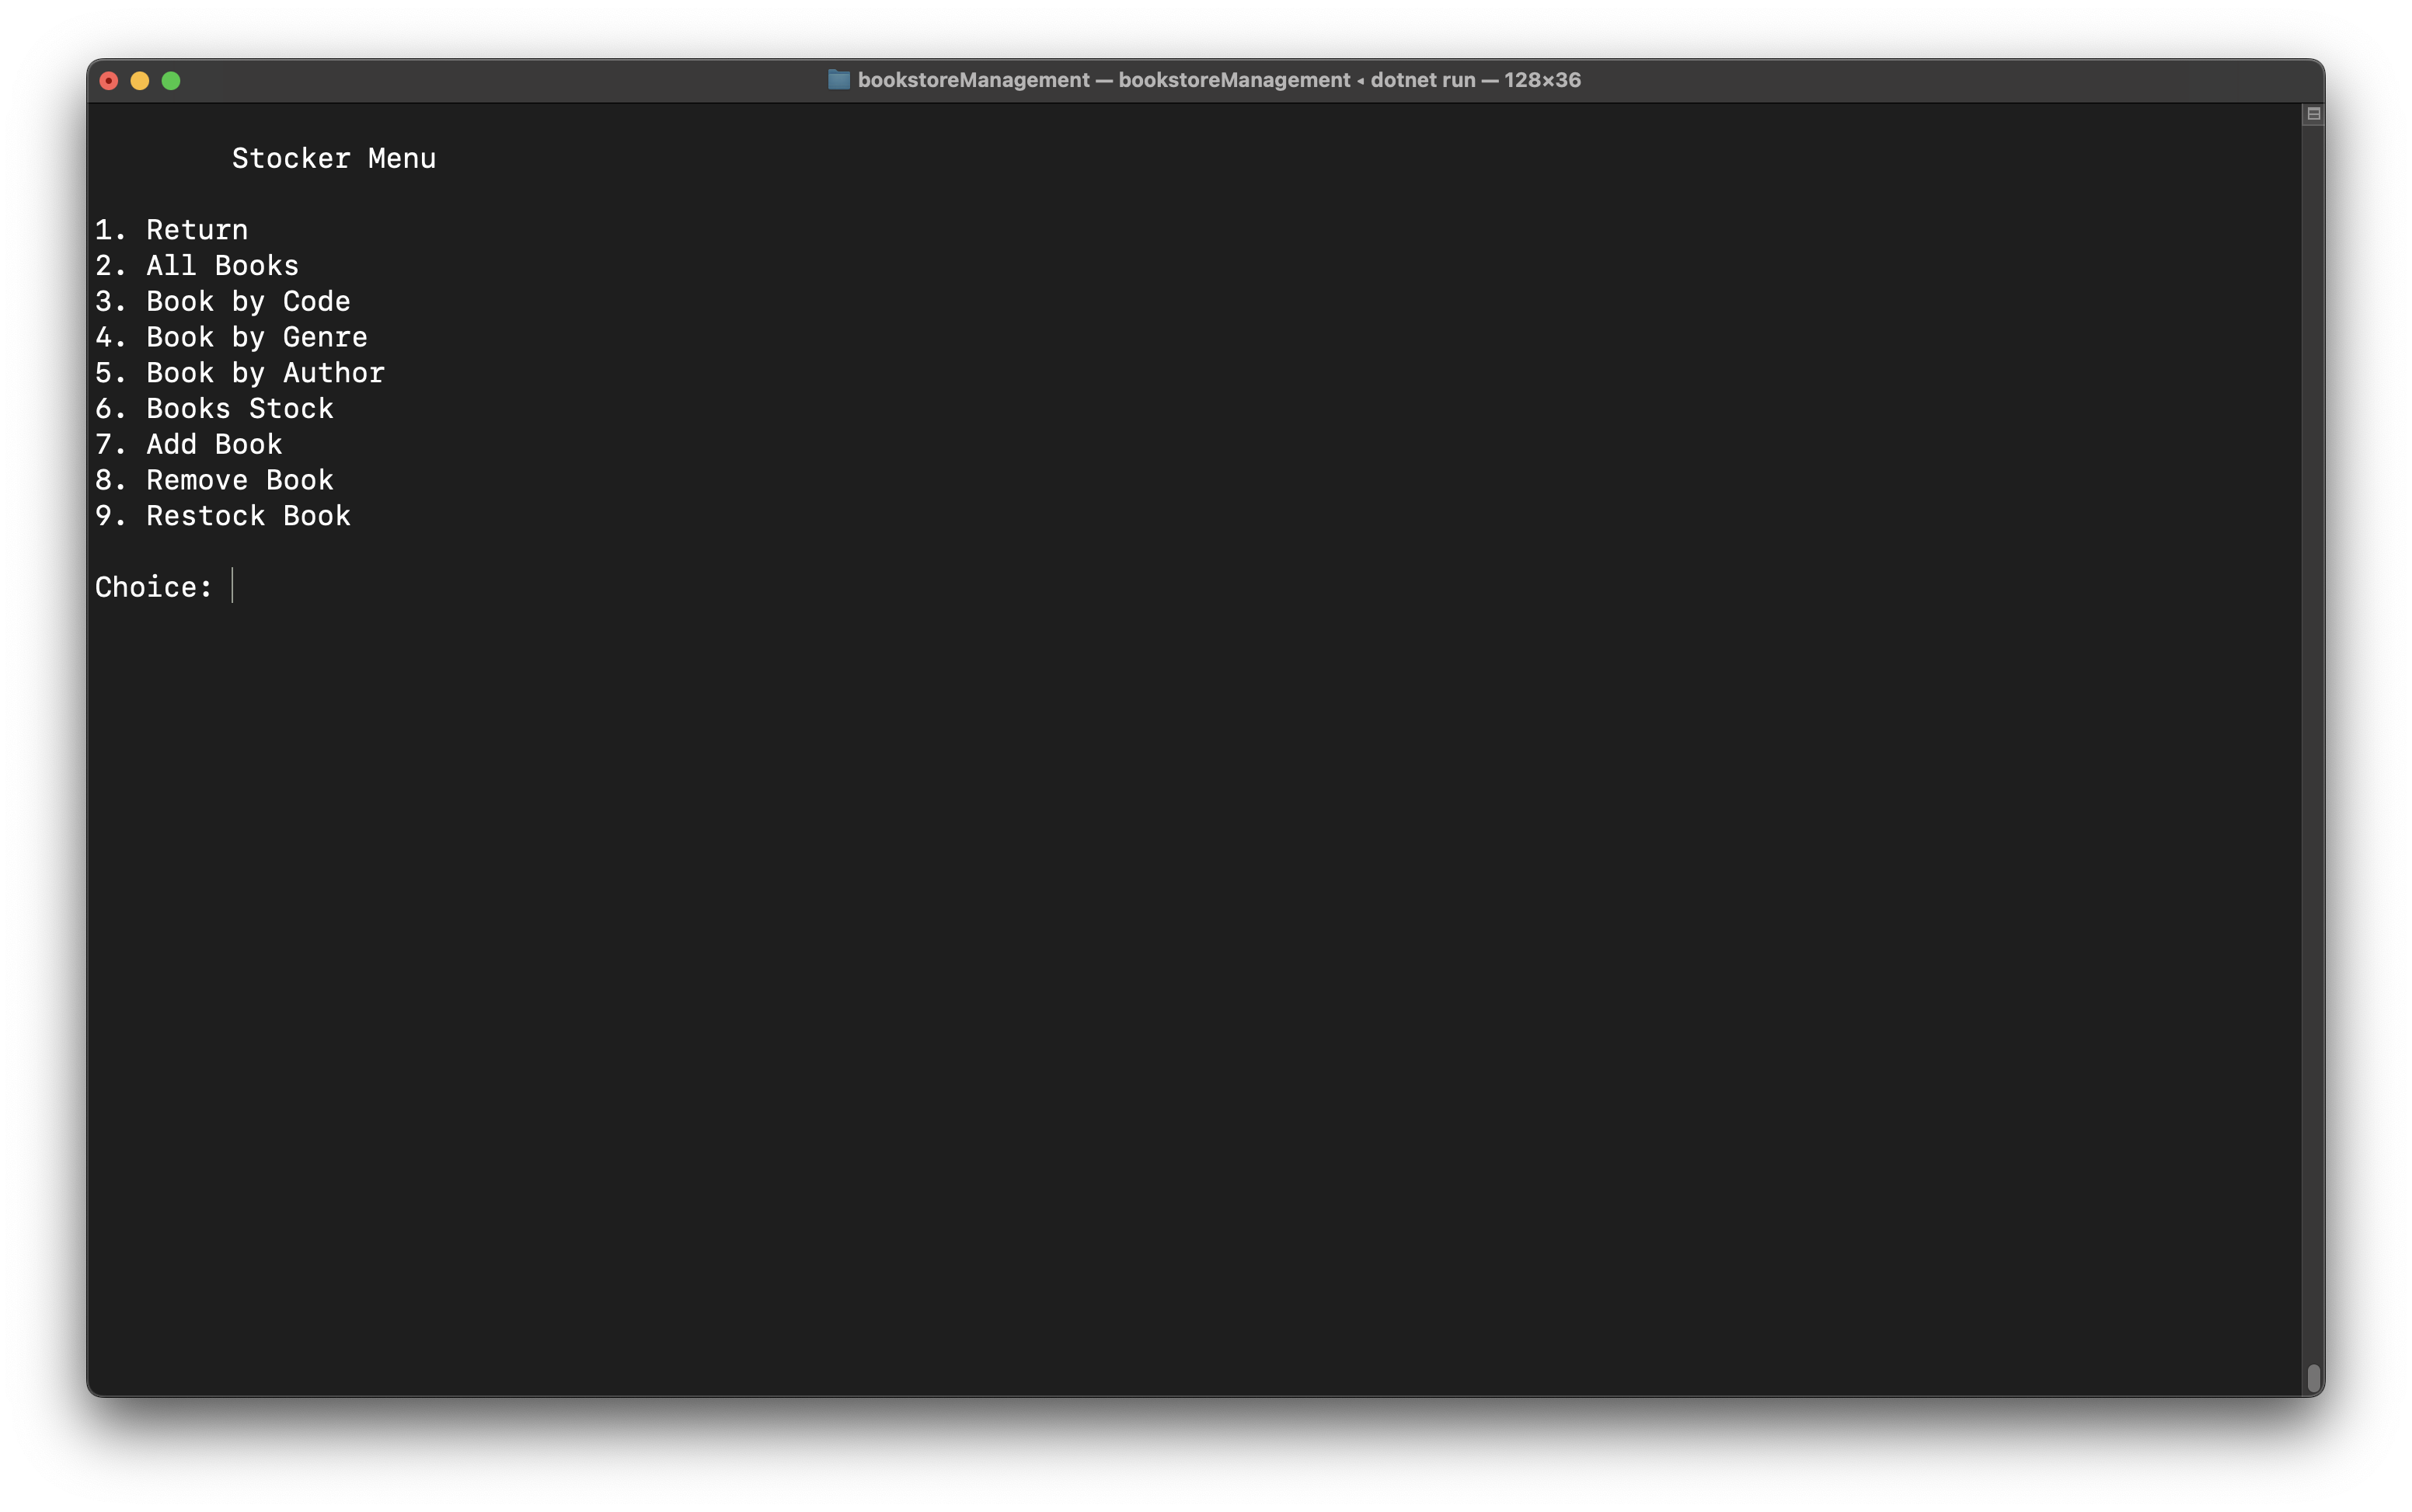 bookstoreManagement — bookstoreManagement ◂ dotnet run — 128×36
Stocker Menu
1. Return
2. All Books
3. Book by Code
4. Book by Genre
5. Book by Author
6. Books Stock
7. Add Book
8. Remove Book
9. Restock Book
Choice: